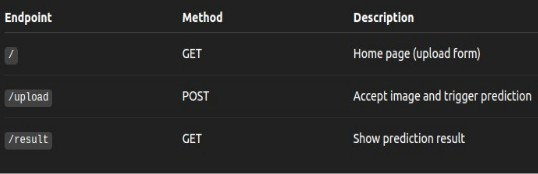 Endpoint Method Description
/ GET Home page (upload form)
/upload POST Accept image and trigger prediction
/result GET Show prediction result